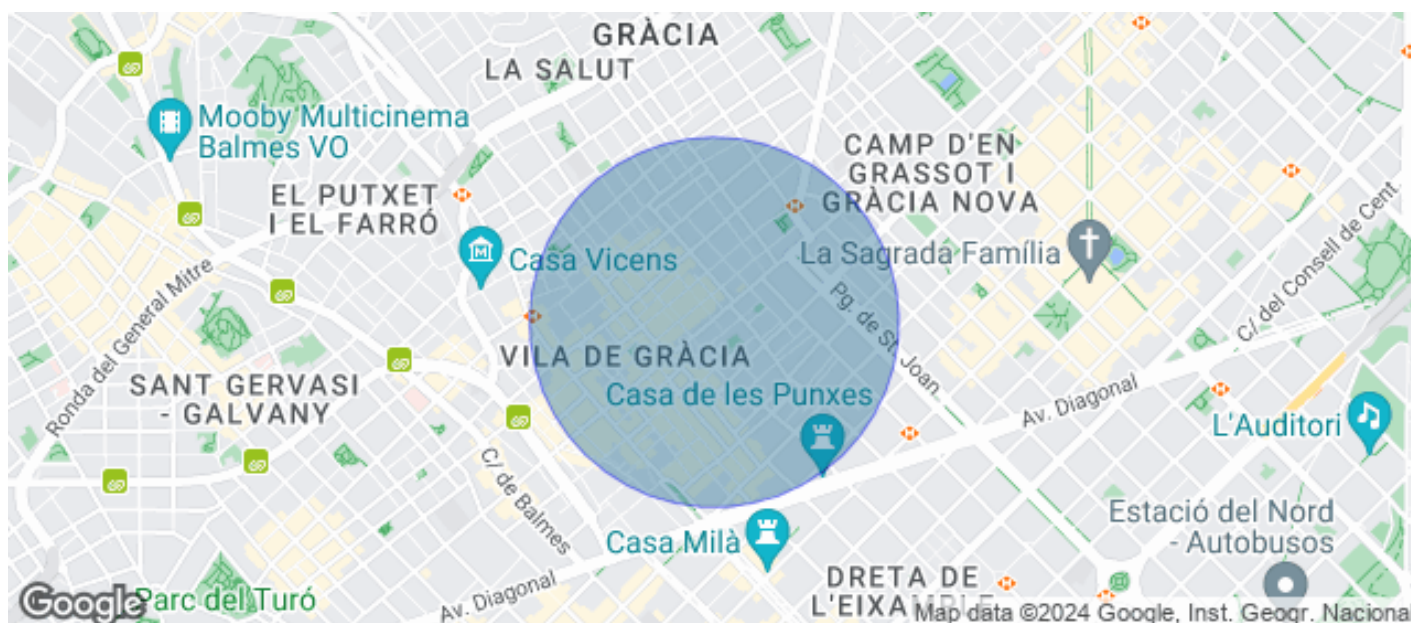 GRÀCIA
LA SALUT
Mooby Multicinema
Balmes VO
CAMP D'EN
GRASSOT I
GRÀCIA NOVA
EL PUTXET
I EL FARRÓ
Casa Vicens
La Sagrada Família
Ronda del General Mitre
Pg. de St. Joan
C/ del Consell de Cent.
VILA DE GRÀCIA
SANT GERVASI
- GALVANY
Casa de les Punxes
Av. Diagonal
L'Auditori
C/ de Balmes
Casa Milà
Estació del Nord
- Autobusos
DRETA DE
L'EIXAMPLE
Av. Diagonal
Parc del Turó
Google
Map data ©2024 Google, Inst. Geogr. Naciona